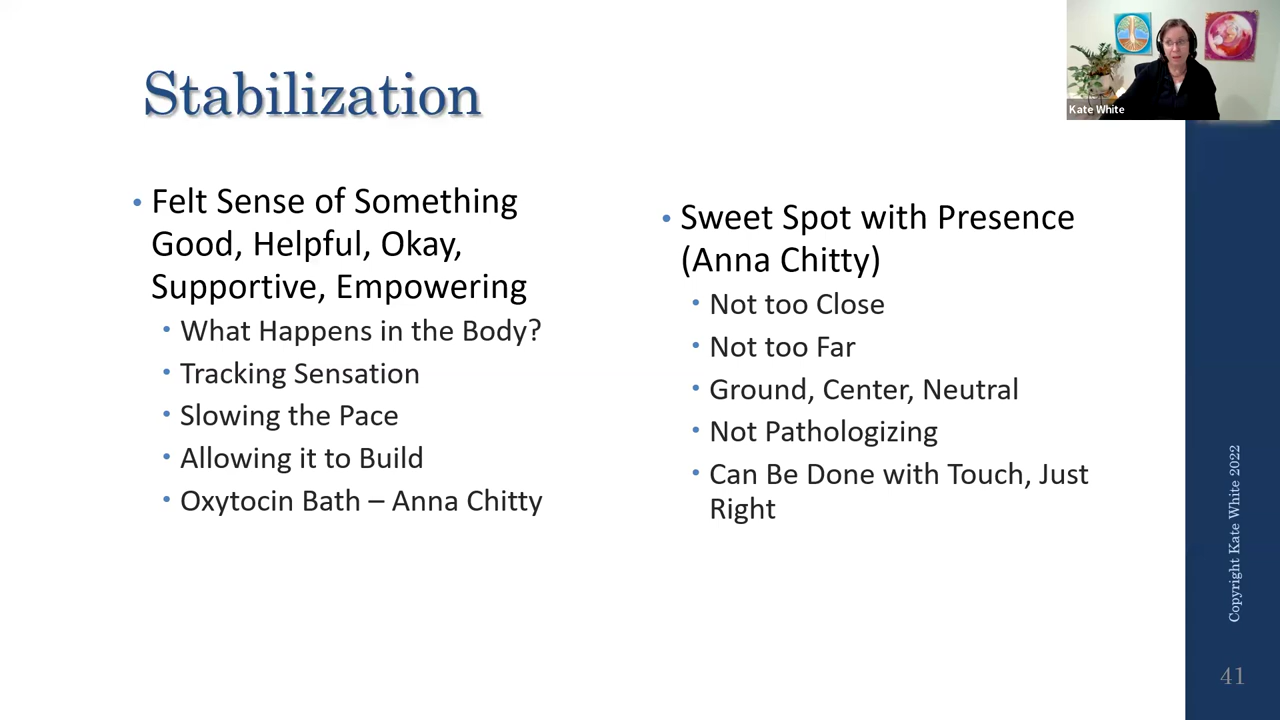 Stabilization
Kate White
• Felt Sense of Something
Good, Helpful, Okay,
Supportive, Empowering
• What Happens in the Body?
• Tracking Sensation
• Slowing the Pace
• Allowing it to Build
• Oxytocin Bath – Anna Chitty
• Sweet Spot with Presence
(Anna Chitty)
• Not too Close
• Not too Far
• Ground, Center, Neutral
• Not Pathologizing
• Can Be Done with Touch, Just
Right
Copyright Kate White 2022
41